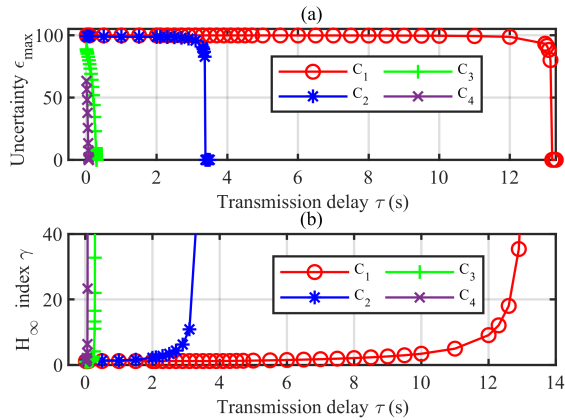 (a)
Uncertainty ϵmax
100
50
0
C1
C3
C2
C4
0 2 4 6 8 10 12
Transmission delay τ (s)
(b)
H∞ index γ
40
20
0
C1
C3
C2
C4
0 2 4 6 8 10 12 14
Transmission delay τ (s)